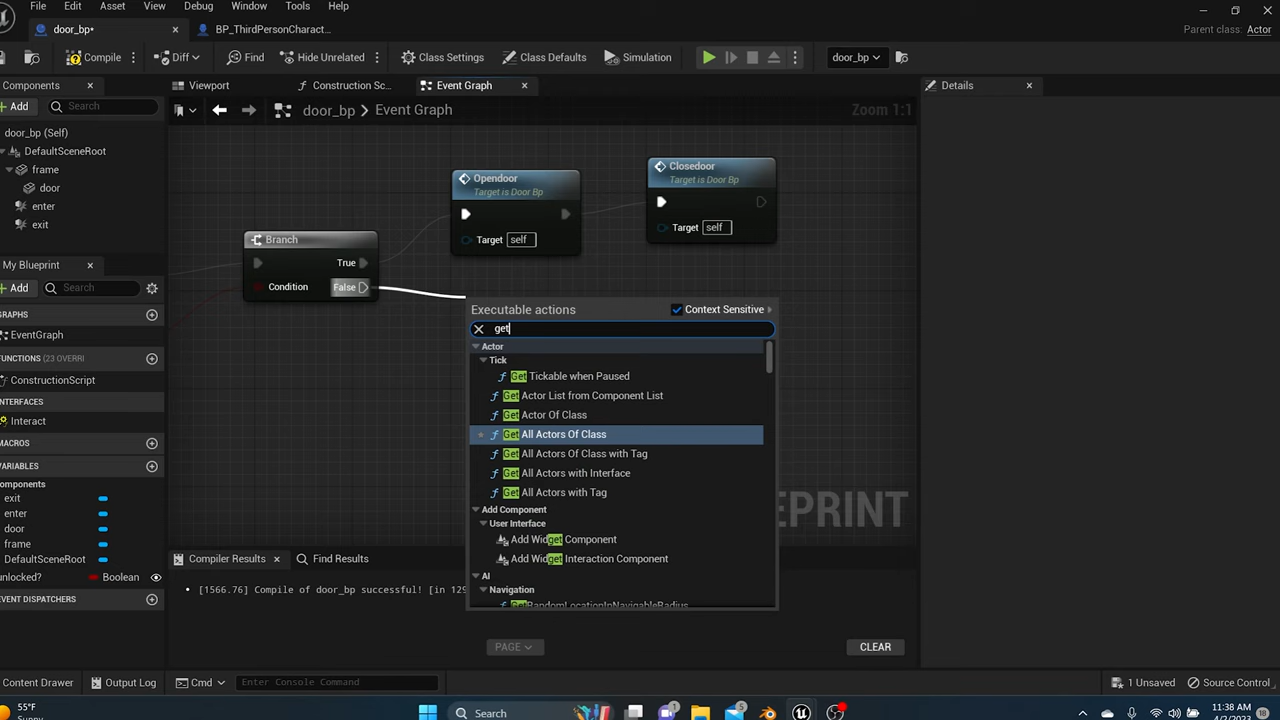 File Edit Asset View Debug Window Tools Help
door_bp• BP_ThirdPersonCharact... Parent class: Actor
Compile Diff Find Hide Unrelated Class Settings Class Defaults Simulation door_bp
Components Viewport Construction Sc... Event Graph Details
Add Search door_bp > Event Graph Zoom 1:1
door_bp (Self)
DefaultSceneRoot
frame
door
enter
exit
Opendoor
Target is Door Bp
Target self
Closedoor
Target is Door Bp
Target self
Branch
True
Condition False
My Blueprint
Add Search
GRAPHS
EventGraph
FUNCTIONS (23 OVERRI
ConstructionScript
INTERFACES
Interact
MACROS
VARIABLES
Components
exit
enter
door
frame
DefaultSceneRoot
unlocked? Boolean
EVENT DISPATCHERS
Executable actions Context Sensitive
get
Actor
Tick
Get Tickable when Paused
Get Actor List from Component List
Get Actor Of Class
Get All Actors Of Class
Get All Actors Of Class with Tag
Get All Actors with Interface
Get All Actors with Tag
Add Component
User Interface
Add Widget Component
Add Widget Interaction Component
AI
Navigation
GetRandomLocationInNavigableRadius
EPRINT
Compiler Results Find Results
[1566.76] Compile of door_bp successful! [in 129
PAGE CLEAR
Content Drawer Output Log Cmd Enter Console Command 1 Unsaved Source Control
55°F
Sunny
Search
1
6
11:38 AM
4/2/2023